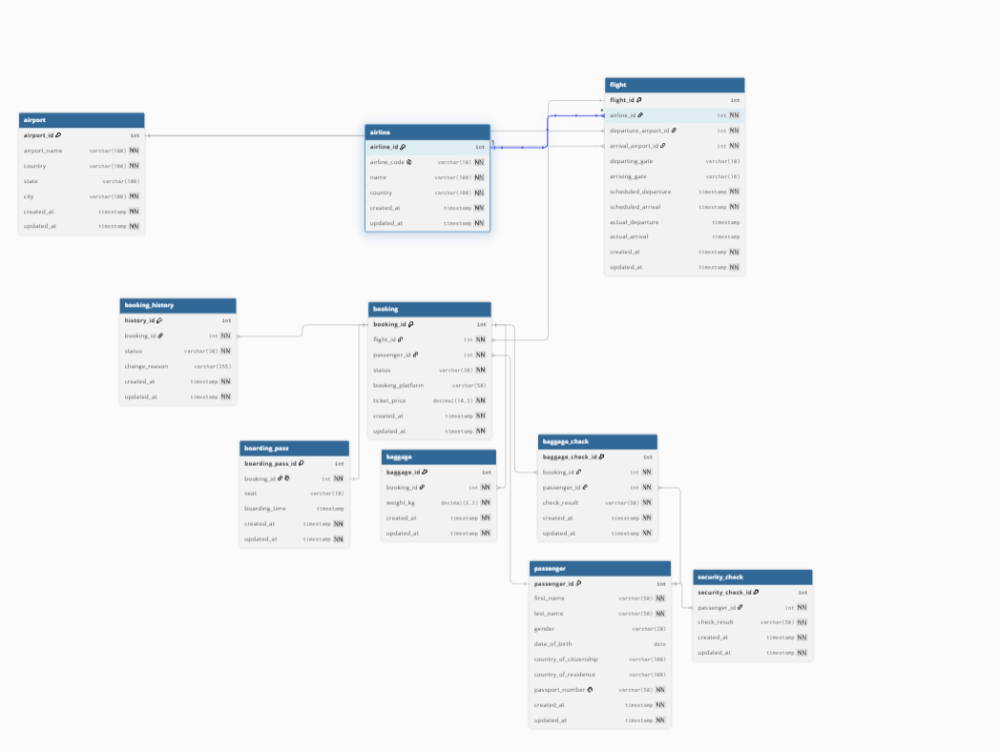 airport
airport_id int
airport_name varchar(100) NN
country varchar(100) NN
state varchar(100)
city varchar(100) NN
created_at timestamp NN
updated_at timestamp NN
airline
airline_id int
airline_code varchar(10) NN
name varchar(100) NN
country varchar(100) NN
created_at timestamp NN
updated_at timestamp NN
1
*
flight
flight_id int
airline_id int NN
departure_airport_id int NN
arrival_airport_id int NN
departing_gate varchar(10)
arriving_gate varchar(10)
scheduled_departure timestamp NN
scheduled_arrival timestamp NN
actual_departure timestamp
actual_arrival timestamp
created_at timestamp NN
updated_at timestamp NN
booking_history
history_id int
booking_id int NN
status varchar(30) NN
change_reason varchar(255)
created_at timestamp NN
updated_at timestamp NN
booking
booking_id int
flight_id int NN
passenger_id int NN
status varchar(30) NN
booking_platform varchar(50)
ticket_price decimal(10,2) NN
created_at timestamp NN
updated_at timestamp NN
boarding_pass
boarding_pass_id int
booking_id int NN
seat varchar(10)
boarding_time timestamp
created_at timestamp NN
updated_at timestamp NN
baggage
baggage_id int
booking_id int NN
weight_kg decimal(6,2) NN
created_at timestamp NN
updated_at timestamp NN
baggage_check
baggage_check_id int
booking_id int NN
passenger_id int NN
check_result varchar(50) NN
created_at timestamp NN
updated_at timestamp NN
passenger
passenger_id int
first_name varchar(50) NN
last_name varchar(50) NN
gender varchar(20)
date_of_birth date
country_of_citizenship varchar(100)
country_of_residence varchar(100)
passport_number varchar(50) NN
created_at timestamp NN
updated_at timestamp NN
security_check
security_check_id int
passenger_id int NN
check_result varchar(50) NN
created_at timestamp NN
updated_at timestamp NN